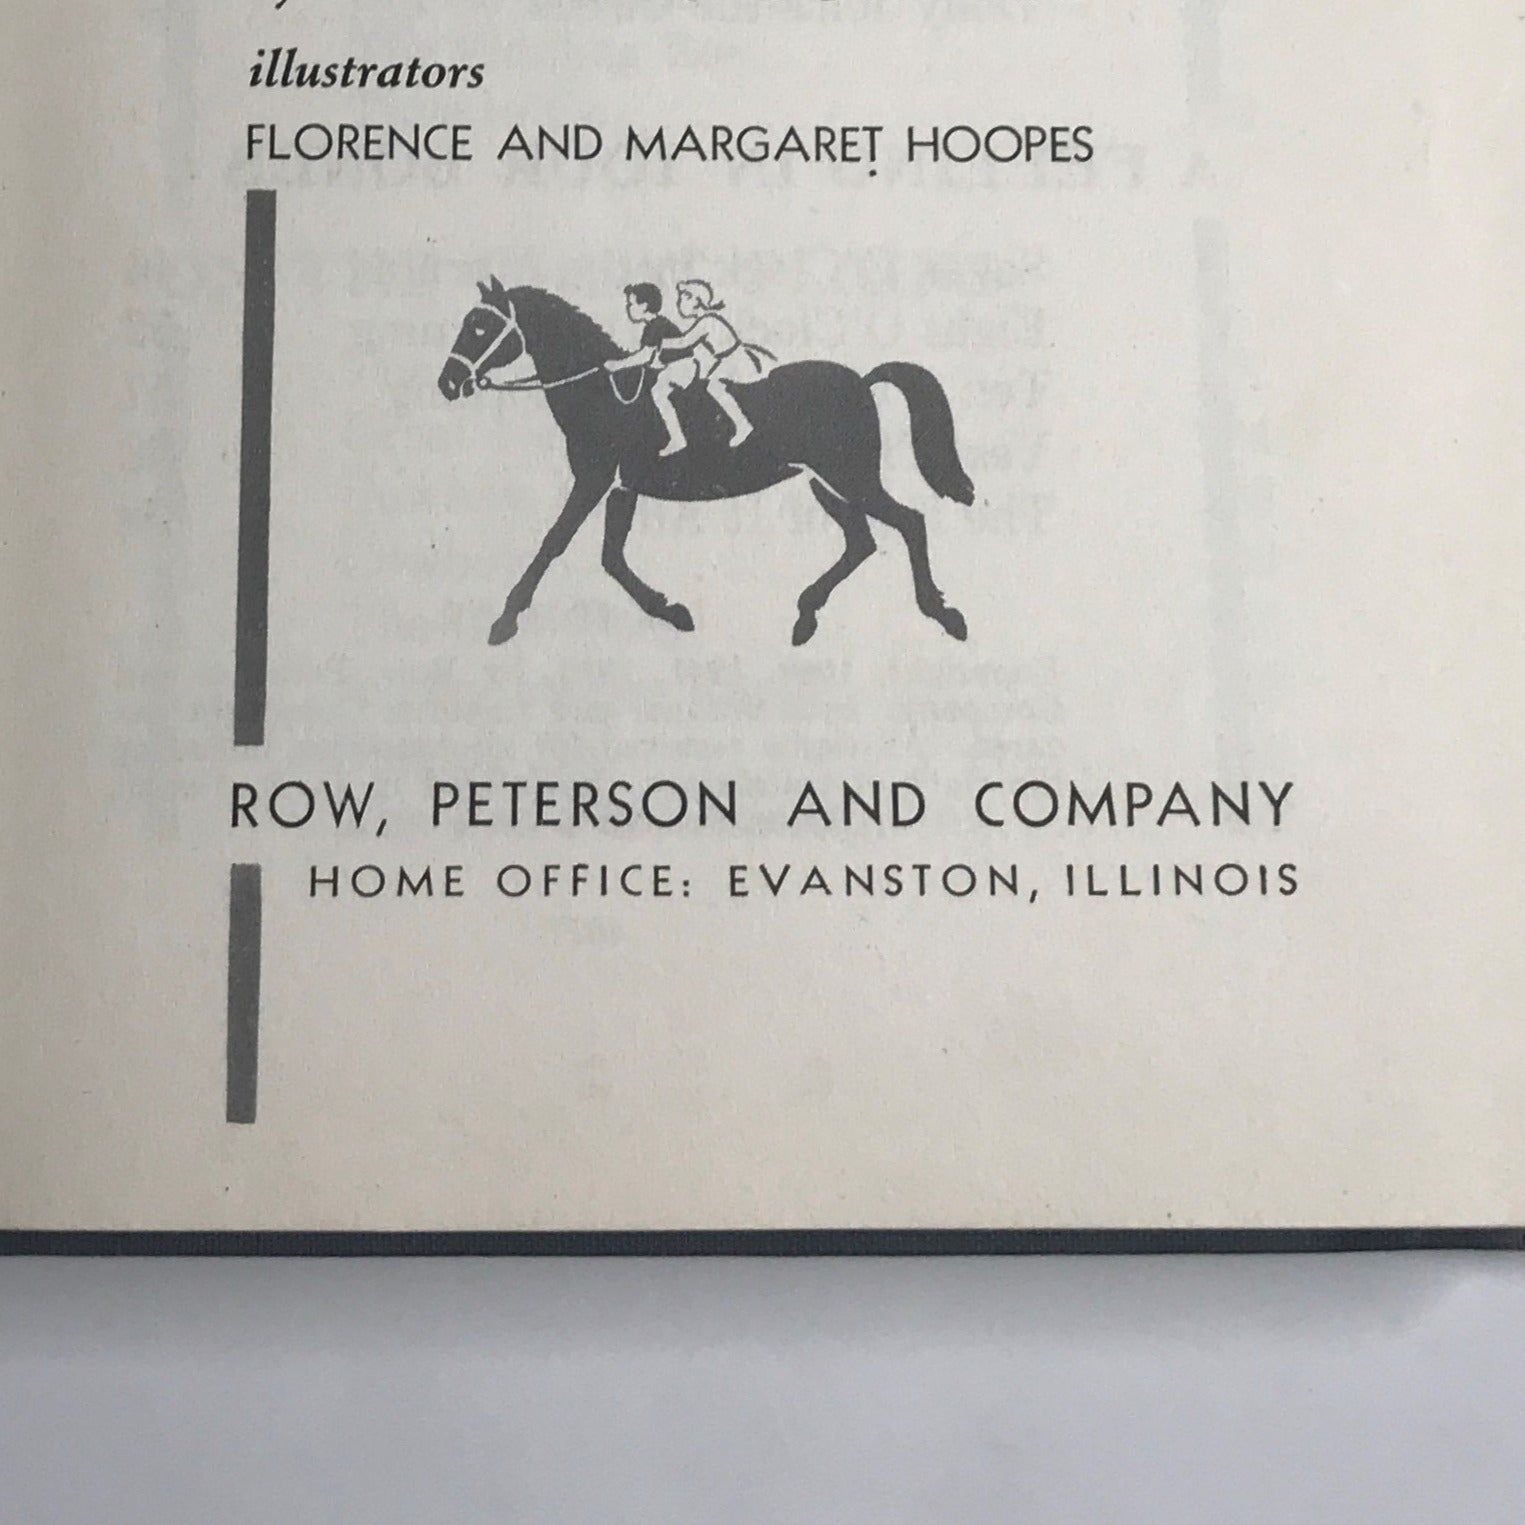 illustrators
FLORENCE AND MARGARET HOOPES
ROW, PETERSON AND COMPANY
HOME OFFICE: EVANSTON, ILLINOIS